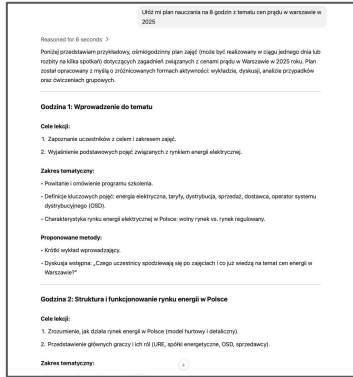 Ułóż mi plan nauczania na 8 godzin z tematu cen prądu w warszawie w
2025
Reasoned for 6 seconds >
Poniżej przedstawiam przykładowy, ośmiogodzinny plan zajęć (może być realizowany w ciągu jednego dnia lub
rozbity na kilka spotkań) dotyczących zagadnień związanych z cenami prądu w Warszawie w 2025 roku. Plan
został opracowany z myślą o zróżnicowanych formach aktywności: wykładzie, dyskusji, analizie przypadków
oraz ćwiczeniach grupowych.
Godzina 1: Wprowadzenie do tematu
Cele lekcji:
1. Zapoznanie uczestników z celem i zakresem zajęć.
2. Wyjaśnienie podstawowych pojęć związanych z rynkiem energii elektrycznej.
Zakres tematyczny:
- Powitanie i omówienie programu szkolenia.
- Definicje kluczowych pojęć: energia elektryczna, taryfy, dystrybucja, sprzedaż, dostawca, operator systemu
dystrybucyjnego (OSD).
- Charakterystyka rynku energii elektrycznej w Polsce: wolny rynek vs. rynek regulowany.
Proponowane metody:
- Krótki wykład wprowadzający.
- Dyskusja wstępna: „Czego uczestnicy spodziewają się po zajęciach i co już wiedzą na temat cen energii w
Warszawie?"
Godzina 2: Struktura i funkcjonowanie rynku energii w Polsce
Cele lekcji:
1. Zrozumienie, jak działa rynek energii w Polsce (model hurtowy i detaliczny).
2. Przedstawienie głównych graczy i ich ról (URE, spółki energetyczne, OSD, sprzedawcy).
Zakres tematyczny: